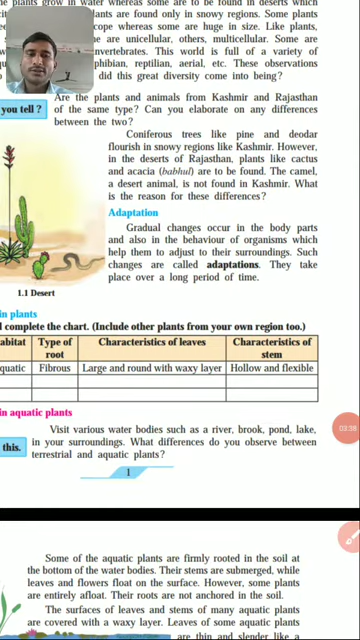 the plants grow in water whereas some are found in deserts which
plants are found only in snowy regions. Some plants
scope whereas some are huge in size. Like plants,
me are unicellular, others, multicellular. Some are
invertebrates. This world is full of a variety of
phibian, reptilian, aerial, etc. These observations
did this great diversity come into being?
you tell ?
Are the plants and animals from Kashmir and Rajasthan
of the same type? Can you elaborate on any differences
between the two?
Coniferous trees like pine and deodar
flourish in snowy regions like Kashmir. However,
in the deserts of Rajasthan, plants like cactus
and acacia (babhul) are to be found. The camel,
a desert animal, is not found in Kashmir. What
is the reason for these differences?
Adaptation
Gradual changes occur in the body parts
and also in the behaviour of organisms which
help them to adjust to their surroundings. Such
changes are called adaptations. They take
place over a long period of time.
1.1 Desert
in plants
d complete the chart. (Include other plants from your own region too.)
abitat Type of root Characteristics of leaves Characteristics of stem
quatic Fibrous Large and round with waxy layer Hollow and flexible
in aquatic plants
this.
Visit various water bodies such as a river, brook, pond, lake,
in your surroundings. What differences do you observe between
terrestrial and aquatic plants?
1
03:38
Some of the aquatic plants are firmly rooted in the soil at
the bottom of the water bodies. Their stems are submerged, while
leaves and flowers float on the surface. However, some plants
are entirely afloat. Their roots are not anchored in the soil.
The surfaces of leaves and stems of many aquatic plants
are covered with a waxy layer. Leaves of some aquatic plants
are thin and slender like a